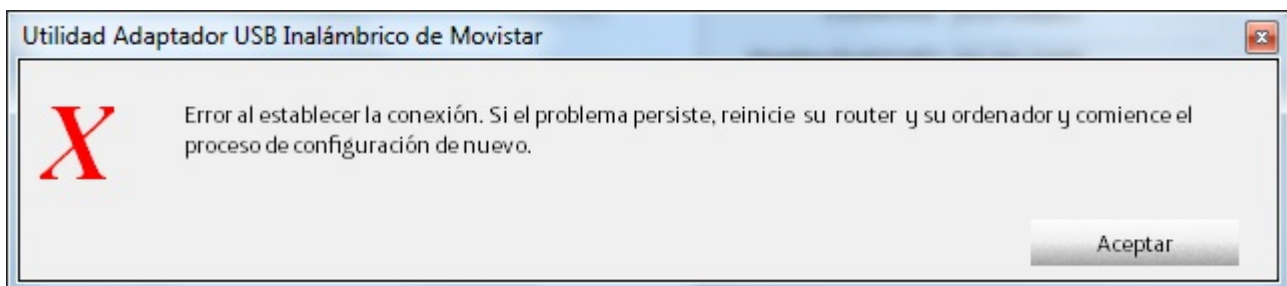 Utilidad Adaptador USB Inalámbrico de Movistar
Error al establecer la conexión. Si el problema persiste, reinicie su router y su ordenador y comience el
proceso de configuración de nuevo.
Aceptar